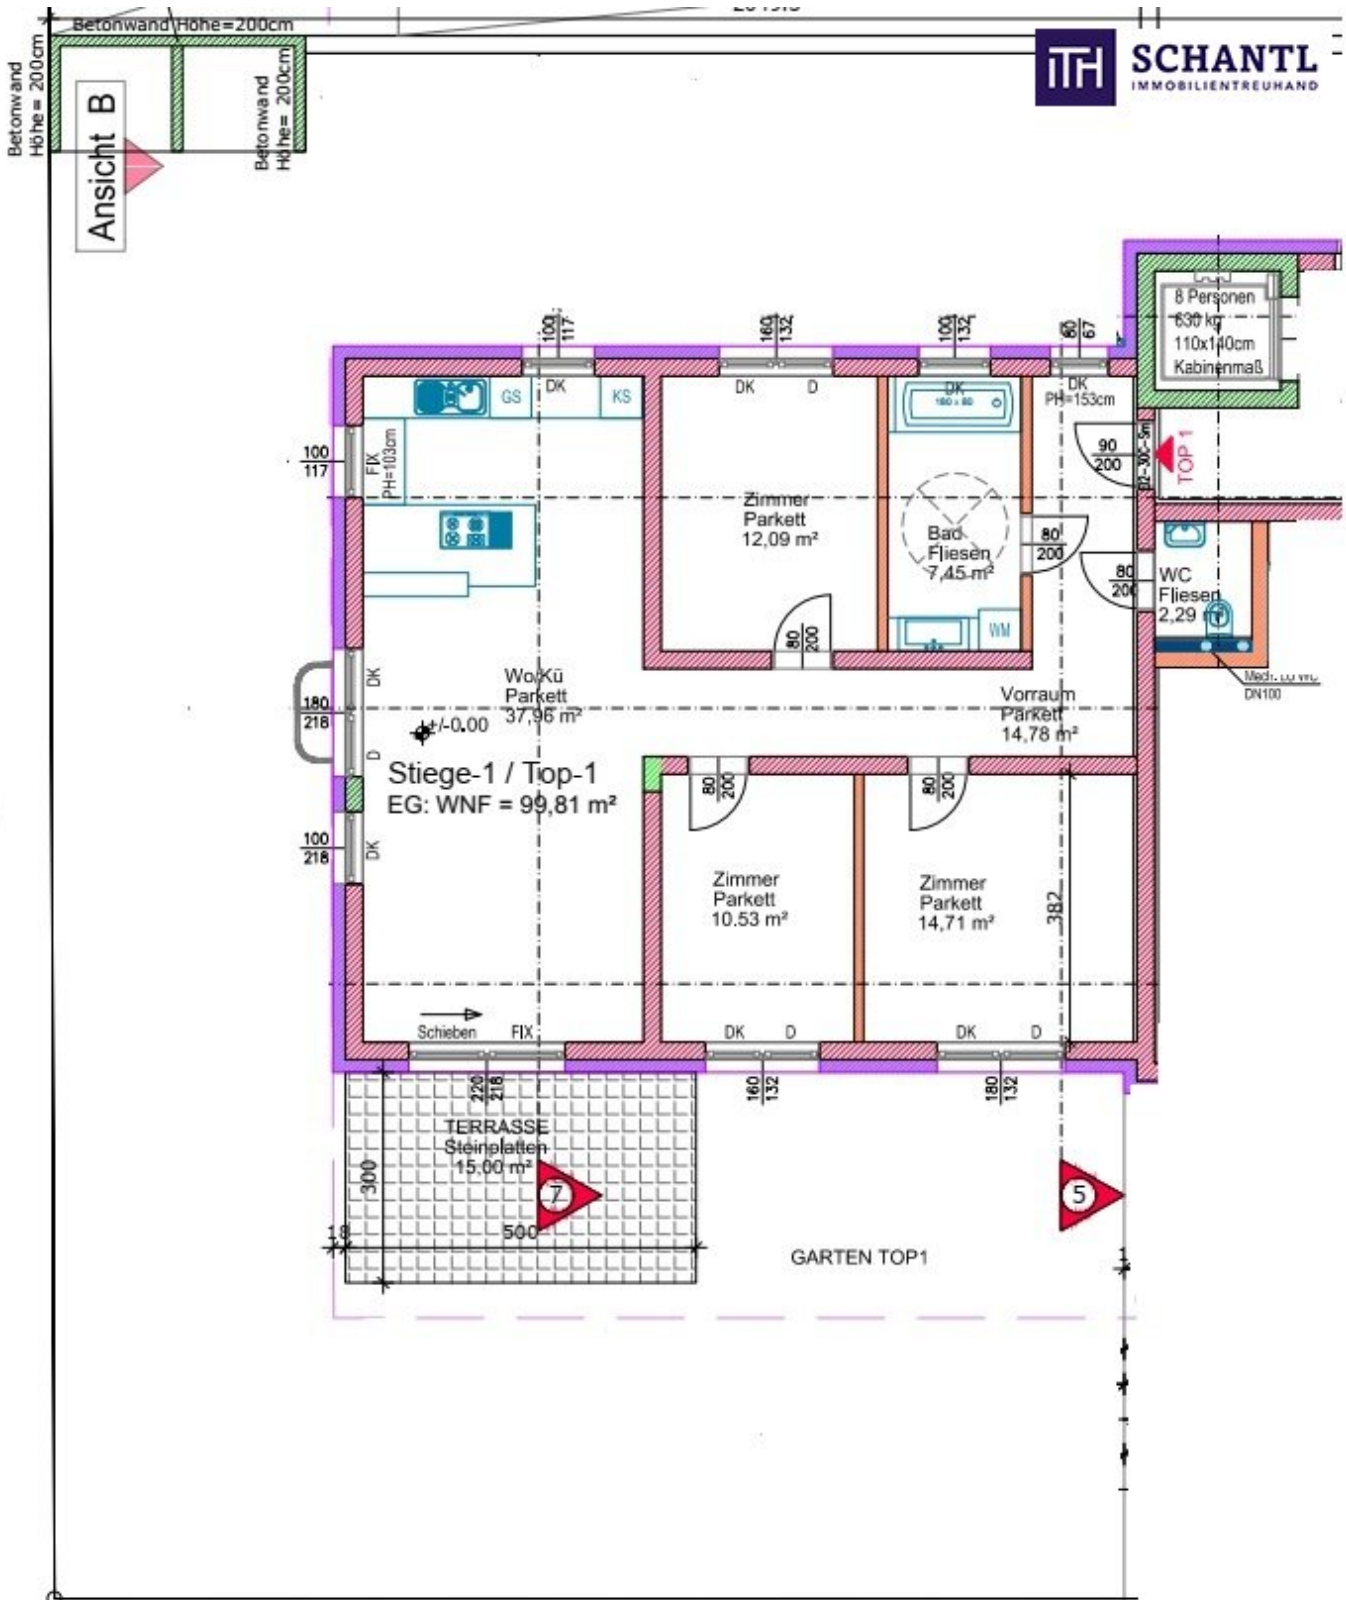 Betonwand Höhe=200cm
Betonwand
Höhe= 200cm
Betonwand
Höhe= 200cm
Ansicht B
ITH
SCHANTL
IMMOBILIENTREUHAND
8 Personen
630 kg
110x140cm
Kabinenmaß
100
117
160
132
100
132
80
67
GS
DK
KS
DK
D
DK
180 x 80
DK
PH=153cm
100
117
FIX
PH=103cm
90
200
TOP 1
Zimmer
Parkett
12,09 m²
Bad
Fliesen
7,45 m²
80
200
80
200
WC
Fliesen
2,29
WM
80
200
DN100
Wo/Kü
Parkett
37,96 m²
Vorraum
Parkett
14,78 m²
DK
180
218
D
+/-0.00
Stiege-1 / Top-1
EG: WNF = 99,81 m²
80
200
80
200
100
218
DK
Zimmer
Parkett
10.53 m²
Zimmer
Parkett
14,71 m²
382
Schieben
FIX
DK
D
DK
D
220
218
160
132
180
132
TERRASSE
Steinplatten
15,00 m²
300
7
5
18
500
GARTEN TOP1
1